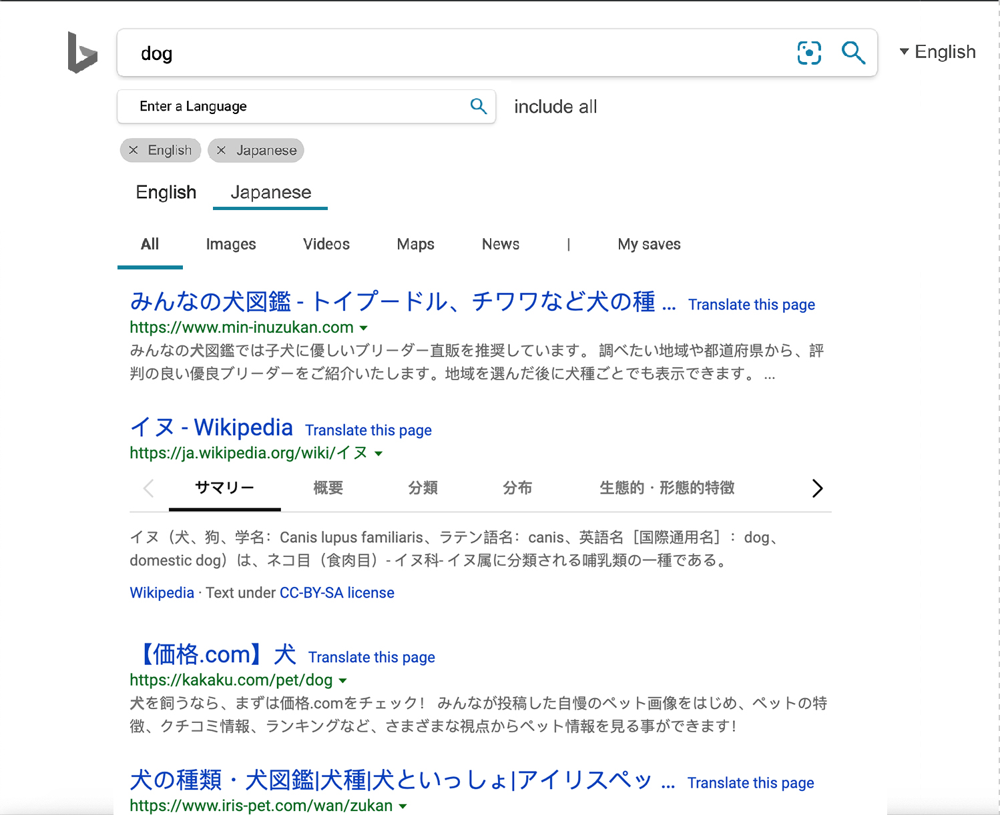 dog
English
Enter a Language
include all
English
Japanese
English Japanese
All Images Videos Maps News | My saves
みんなの犬図鑑 - トイプードル、チワワなど犬の種 ... Translate this page
https://www.min-inuzukan.com
みんなの犬図鑑では子犬に優しいブリーダー直販を推奨しています。 調べたい地域や都道府県から、評
判の良い優良ブリーダーをご紹介いたします。地域を選んだ後に犬種ごとでも表示できます。 ...
イヌ - Wikipedia Translate this page
https://ja.wikipedia.org/wiki/イヌ
サマリー 概要 分類 分布 生態的・形態的特徴
イヌ（犬、狗、学名：Canis lupus familiaris、ラテン語名：canis、英語名［国際通用名］：dog、
domestic dog）は、ネコ目（食肉目）- イヌ科- イヌ属に分類される哺乳類の一種である。
Wikipedia · Text under CC-BY-SA license
【価格.com】犬 Translate this page
https://kakaku.com/pet/dog
犬を飼うなら、まずは価格.comをチェック！ みんなが投稿した自慢のペット画像をはじめ、ペットの特
徴、クチコミ情報、ランキングなど、さまざまな視点からペット情報を見る事ができます！
犬の種類・犬図鑑|犬種|犬といっしょ|アイリスペッ ... Translate this page
https://www.iris-pet.com/wan/zukan